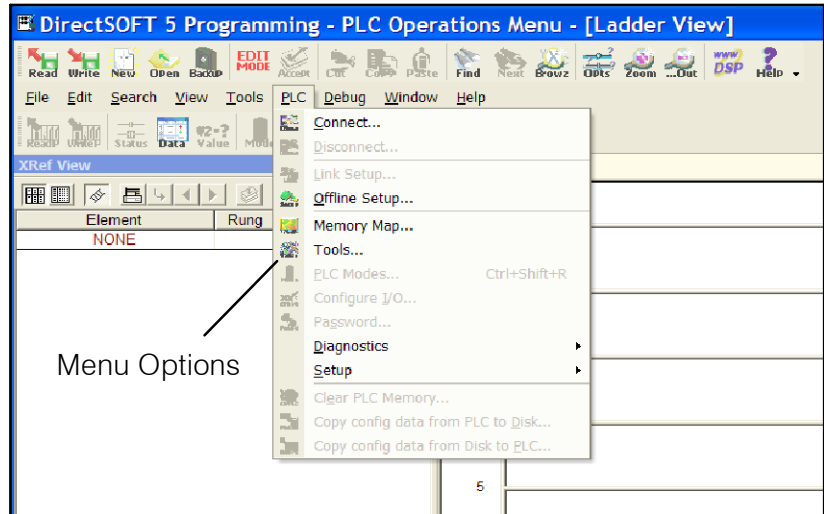 DirectSOFT 5 Programming - PLC Operations Menu - [Ladder View]
Read Write New Open Backup EDIT MODE Accept Cut Copy Paste Find Next Browz Opts Zoom ...Out WWW DSP Help
File Edit Search View Tools PLC Debug Window Help
ReadP WriteP Status Data Value Mode
XRef View
Element Rung
NONE
Connect...
Disconnect...
Link Setup...
Offline Setup...
Memory Map...
Tools...
PLC Modes... Ctrl+Shift+R
Configure I/O...
Password...
Diagnostics
Setup
Clear PLC Memory...
Copy config data from PLC to Disk...
Copy config data from Disk to PLC...
Menu Options
5